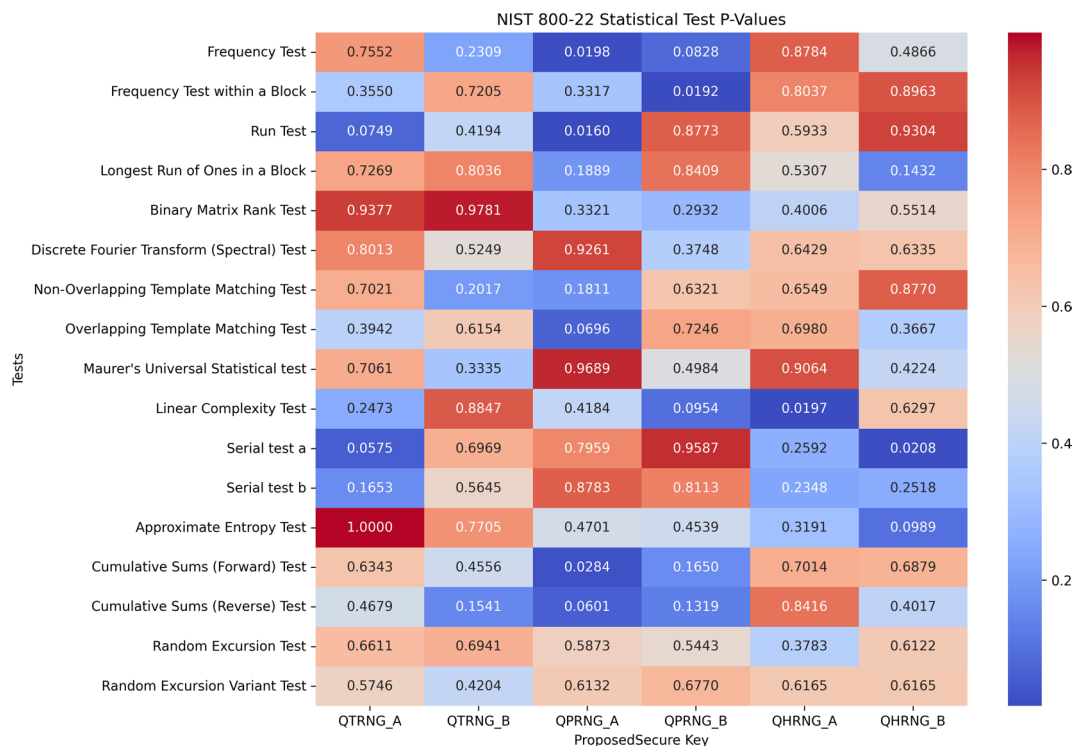 NIST 800-22 Statistical Test P-Values
Tests
Frequency Test 0.7552 0.2309 0.0198 0.0828 0.8784 0.4866
Frequency Test within a Block 0.3550 0.7205 0.3317 0.0192 0.8037 0.8963
Run Test 0.0749 0.4194 0.0160 0.8773 0.5933 0.9304
Longest Run of Ones in a Block 0.7269 0.8036 0.1889 0.8409 0.5307 0.1432
Binary Matrix Rank Test 0.9377 0.9781 0.3321 0.2932 0.4006 0.5514
Discrete Fourier Transform (Spectral) Test 0.8013 0.5249 0.9261 0.3748 0.6429 0.6335
Non-Overlapping Template Matching Test 0.7021 0.2017 0.1811 0.6321 0.6549 0.8770
Overlapping Template Matching Test 0.3942 0.6154 0.0696 0.7246 0.6980 0.3667
Maurer's Universal Statistical test 0.7061 0.3335 0.9689 0.4984 0.9064 0.4224
Linear Complexity Test 0.2473 0.8847 0.4184 0.0954 0.0197 0.6297
Serial test a 0.0575 0.6969 0.7959 0.9587 0.2592 0.0208
Serial test b 0.1653 0.5645 0.8783 0.8113 0.2348 0.2518
Approximate Entropy Test 1.0000 0.7705 0.4701 0.4539 0.3191 0.0989
Cumulative Sums (Forward) Test 0.6343 0.4556 0.0284 0.1650 0.7014 0.6879
Cumulative Sums (Reverse) Test 0.4679 0.1541 0.0601 0.1319 0.8416 0.4017
Random Excursion Test 0.6611 0.6941 0.5873 0.5443 0.3783 0.6122
Random Excursion Variant Test 0.5746 0.4204 0.6132 0.6770 0.6165 0.6165
QTRNG_A QTRNG_B QPRNG_A QPRNG_B QHRNG_A QHRNG_B
ProposedSecure Key
0.8
0.6
0.4
0.2